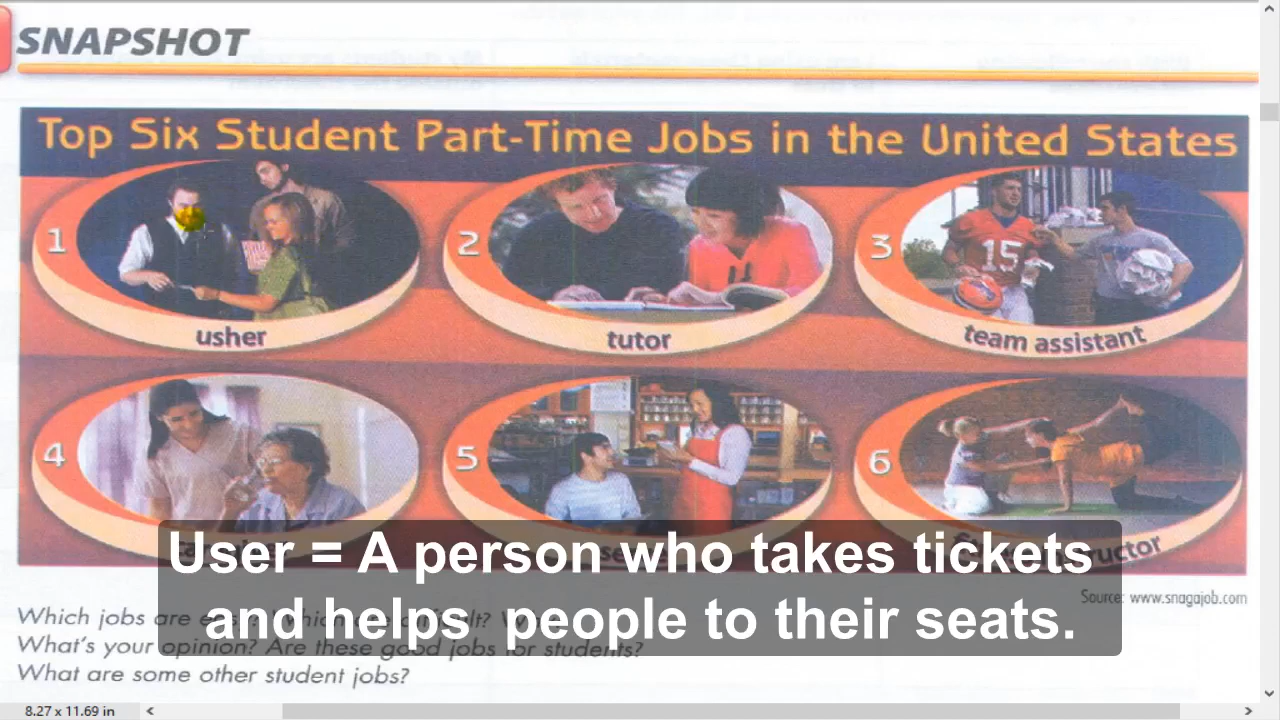 SNAPSHOT
Top Six Student Part-Time Jobs in the United States
1
2
3
15
usher
tutor
team assistant
4
5
6
User = A person who takes tickets
and helps people to their seats.
Source: www.snagajob.com
Which jobs are
What's your opinion? Are these good jobs for students?
What are some other student jobs?
8.27 x 11.69 in